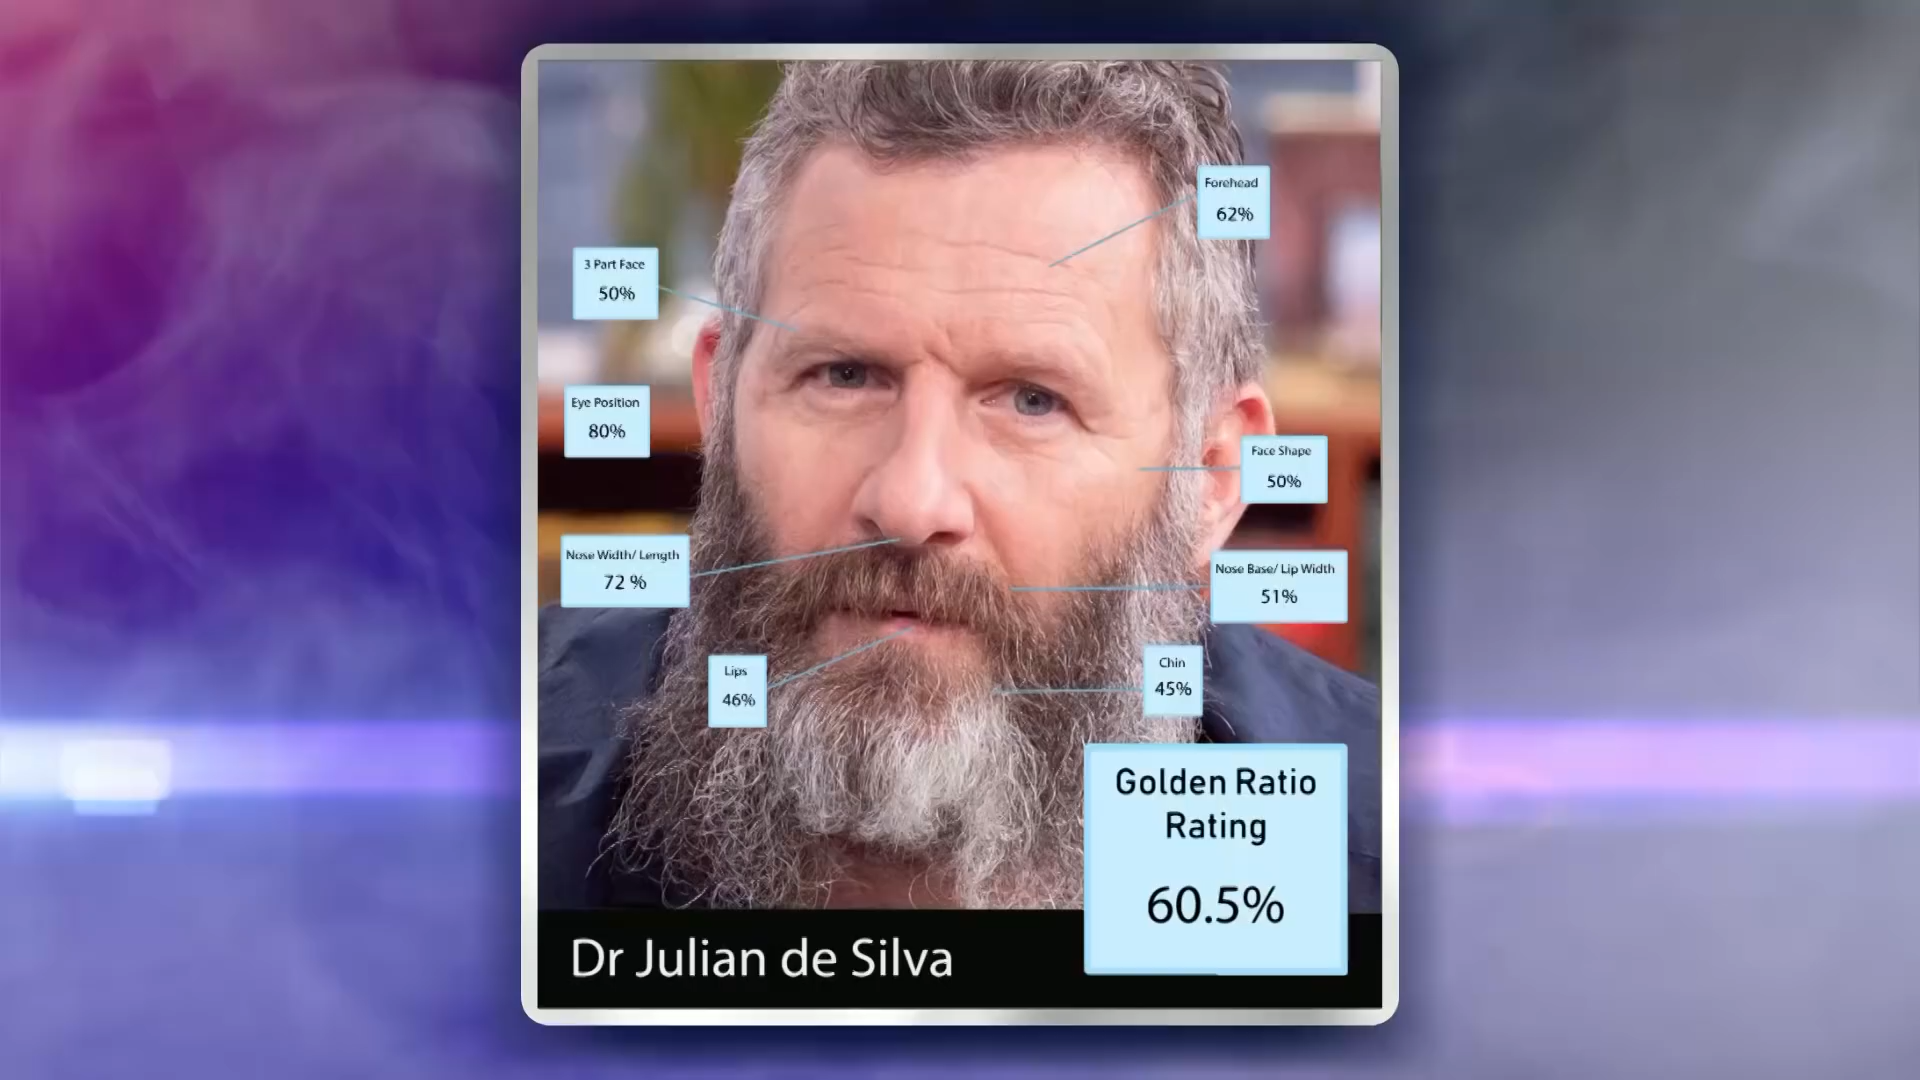 Forehead
62%
3 Part Face
50%
Eye Position
80%
Face Shape
50%
Nose Width/ Length
72 %
Nose Base/ Lip Width
51%
Lips
46%
Chin
45%
Golden Ratio
Rating
60.5%
Dr Julian de Silva